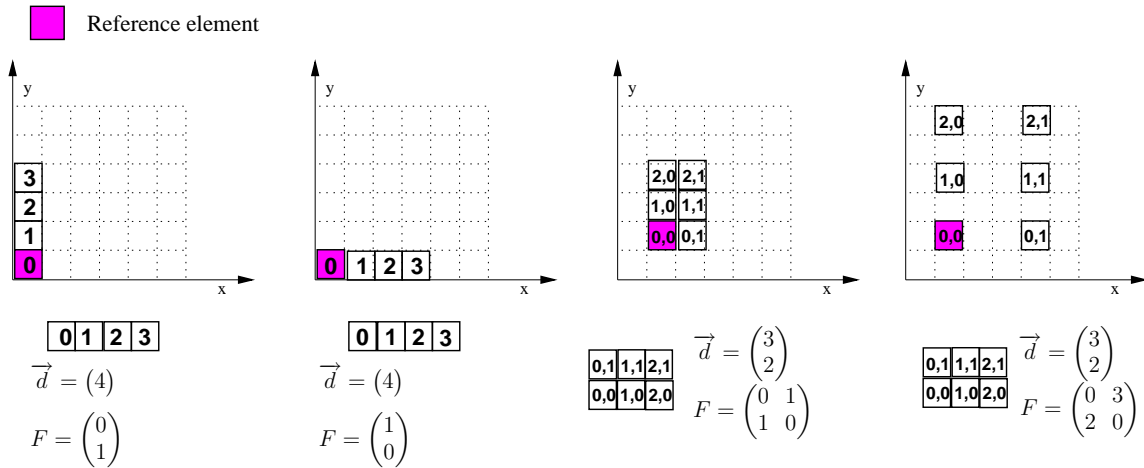 Reference element
y
3
2
1
0
x
0 1 2 3
d = (4)
F = (0 1)
y
0 1 2 3
x
0 1 2 3
d = (4)
F = (1 0)
y
2,0 2,1
1,0 1,1
0,0 0,1
x
0,1 1,1 2,1
0,0 1,0 2,0
d = (3 2)
F = (0 1 1 0)
y
2,0 2,1
1,0 1,1
0,0 0,1
x
0,1 1,1 2,1
0,0 1,0 2,0
d = (3 2)
F = (0 3 2 0)